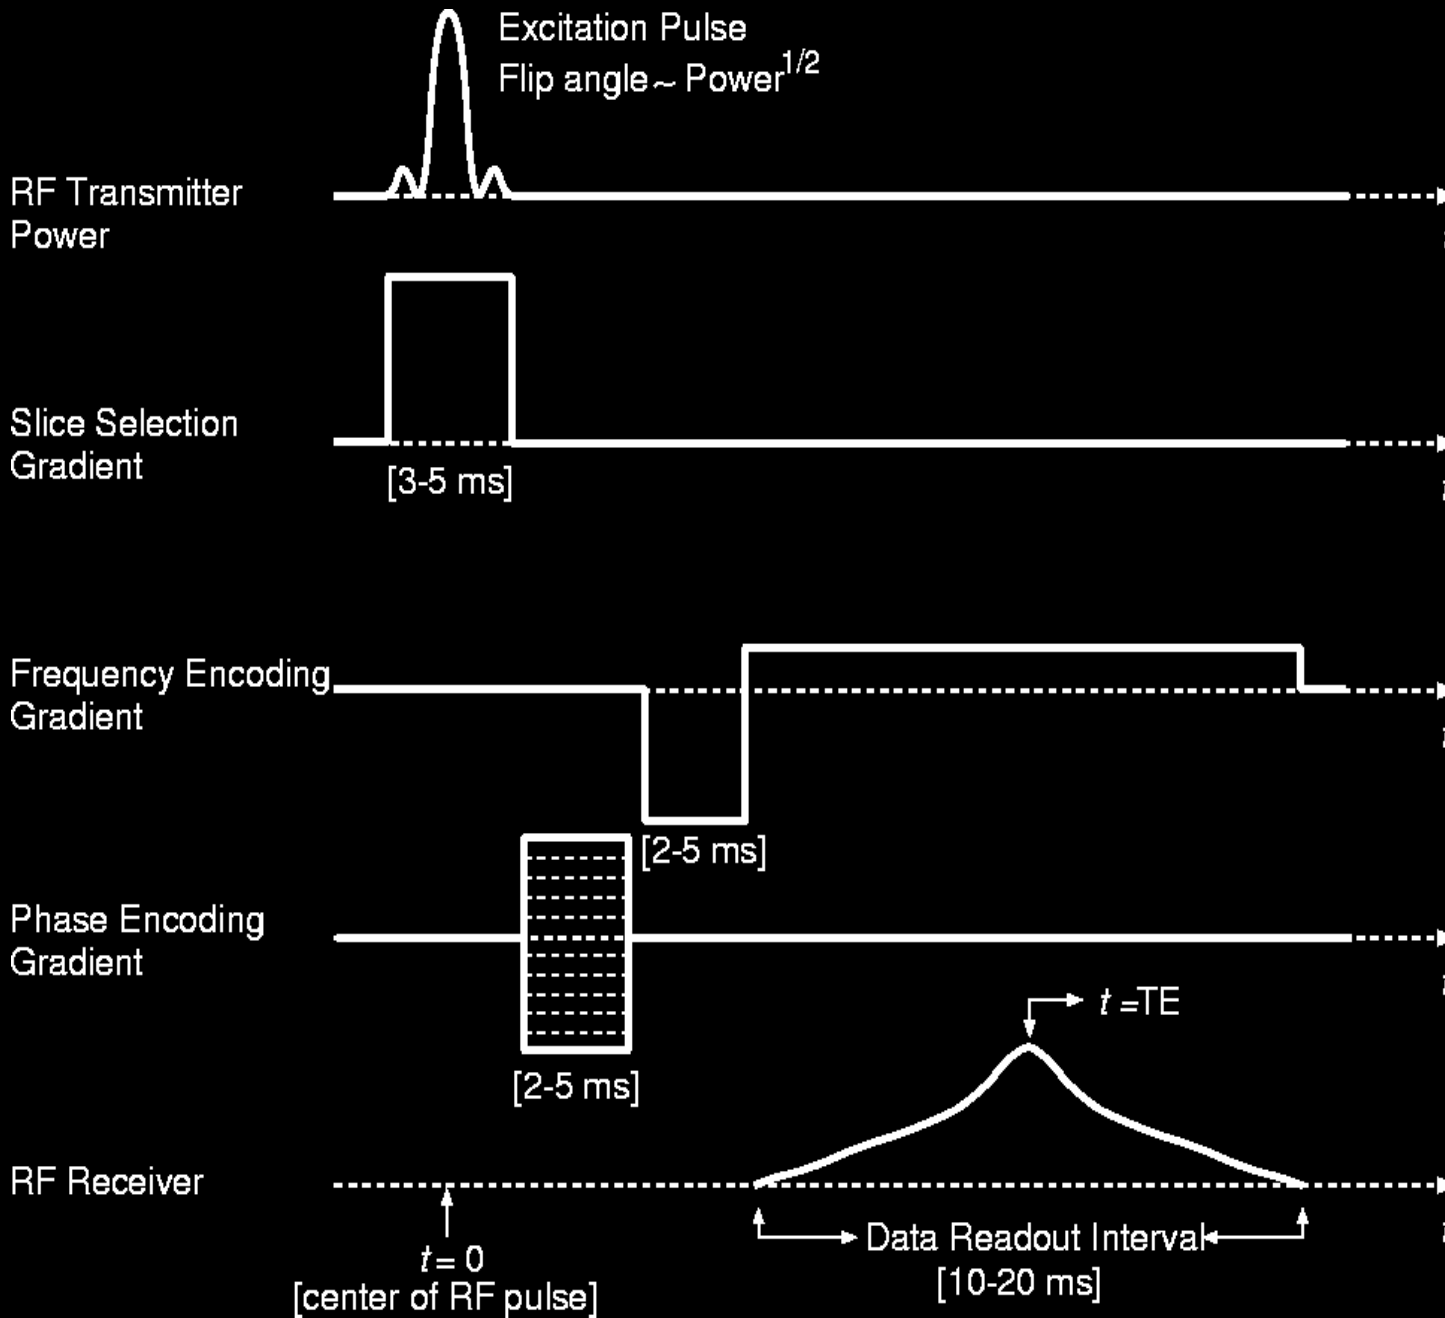 Excitation Pulse
Flip angle ~ Power^1/2
RF Transmitter
Power
Slice Selection
Gradient
[3-5 ms]
Frequency Encoding
Gradient
[2-5 ms]
Phase Encoding
Gradient
t =TE
[2-5 ms]
RF Receiver
Data Readout Interval
t = 0
[10-20 ms]
[center of RF pulse]